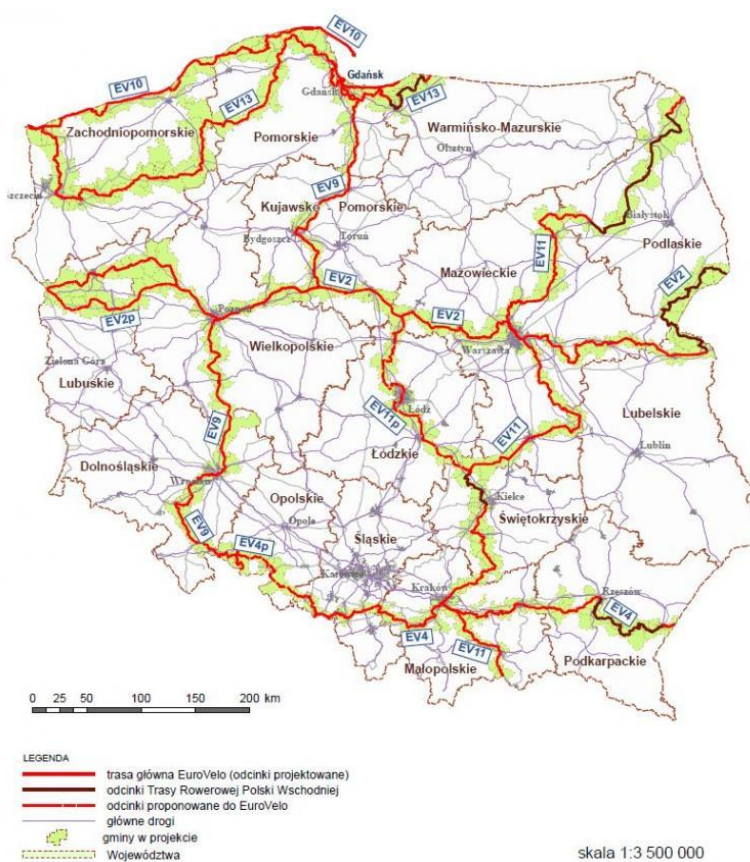 EV10
EV10
Gdańsk
Gdańsk
EV13
EV13
Zachodniopomorskie
Pomorskie
Warmińsko-Mazurskie
Olsztyn
Szczecin
EV9
Kujawsko
Pomorskie
Bydgoszcz
Toruń
Białystok
Podlaskie
EV11
Mazowieckie
EV2
EV2
EV2
EV2p
Poznań
Warszawa
Wielkopolskie
Zielona Góra
Lubuskie
Łódź
EV9
EV11p
EV11
Lubelskie
Lublin
Dolnośląskie
Łódzkie
Wrocław
Kielce
Opolskie
Świętokrzyskie
EV9
Opole
Śląskie
EV4p
Katowice
Kraków
Rzeszów
EV4
EV4
EV11
Małopolskie
Podkarpackie
0 25 50 100 150 200 km
LEGENDA
trasa główna EuroVelo (odcinki projektowane)
odcinki Trasy Rowerowej Polski Wschodniej
odcinki proponowane do EuroVelo
główne drogi
gminy w projekcie
Województwa
skala 1:3 500 000